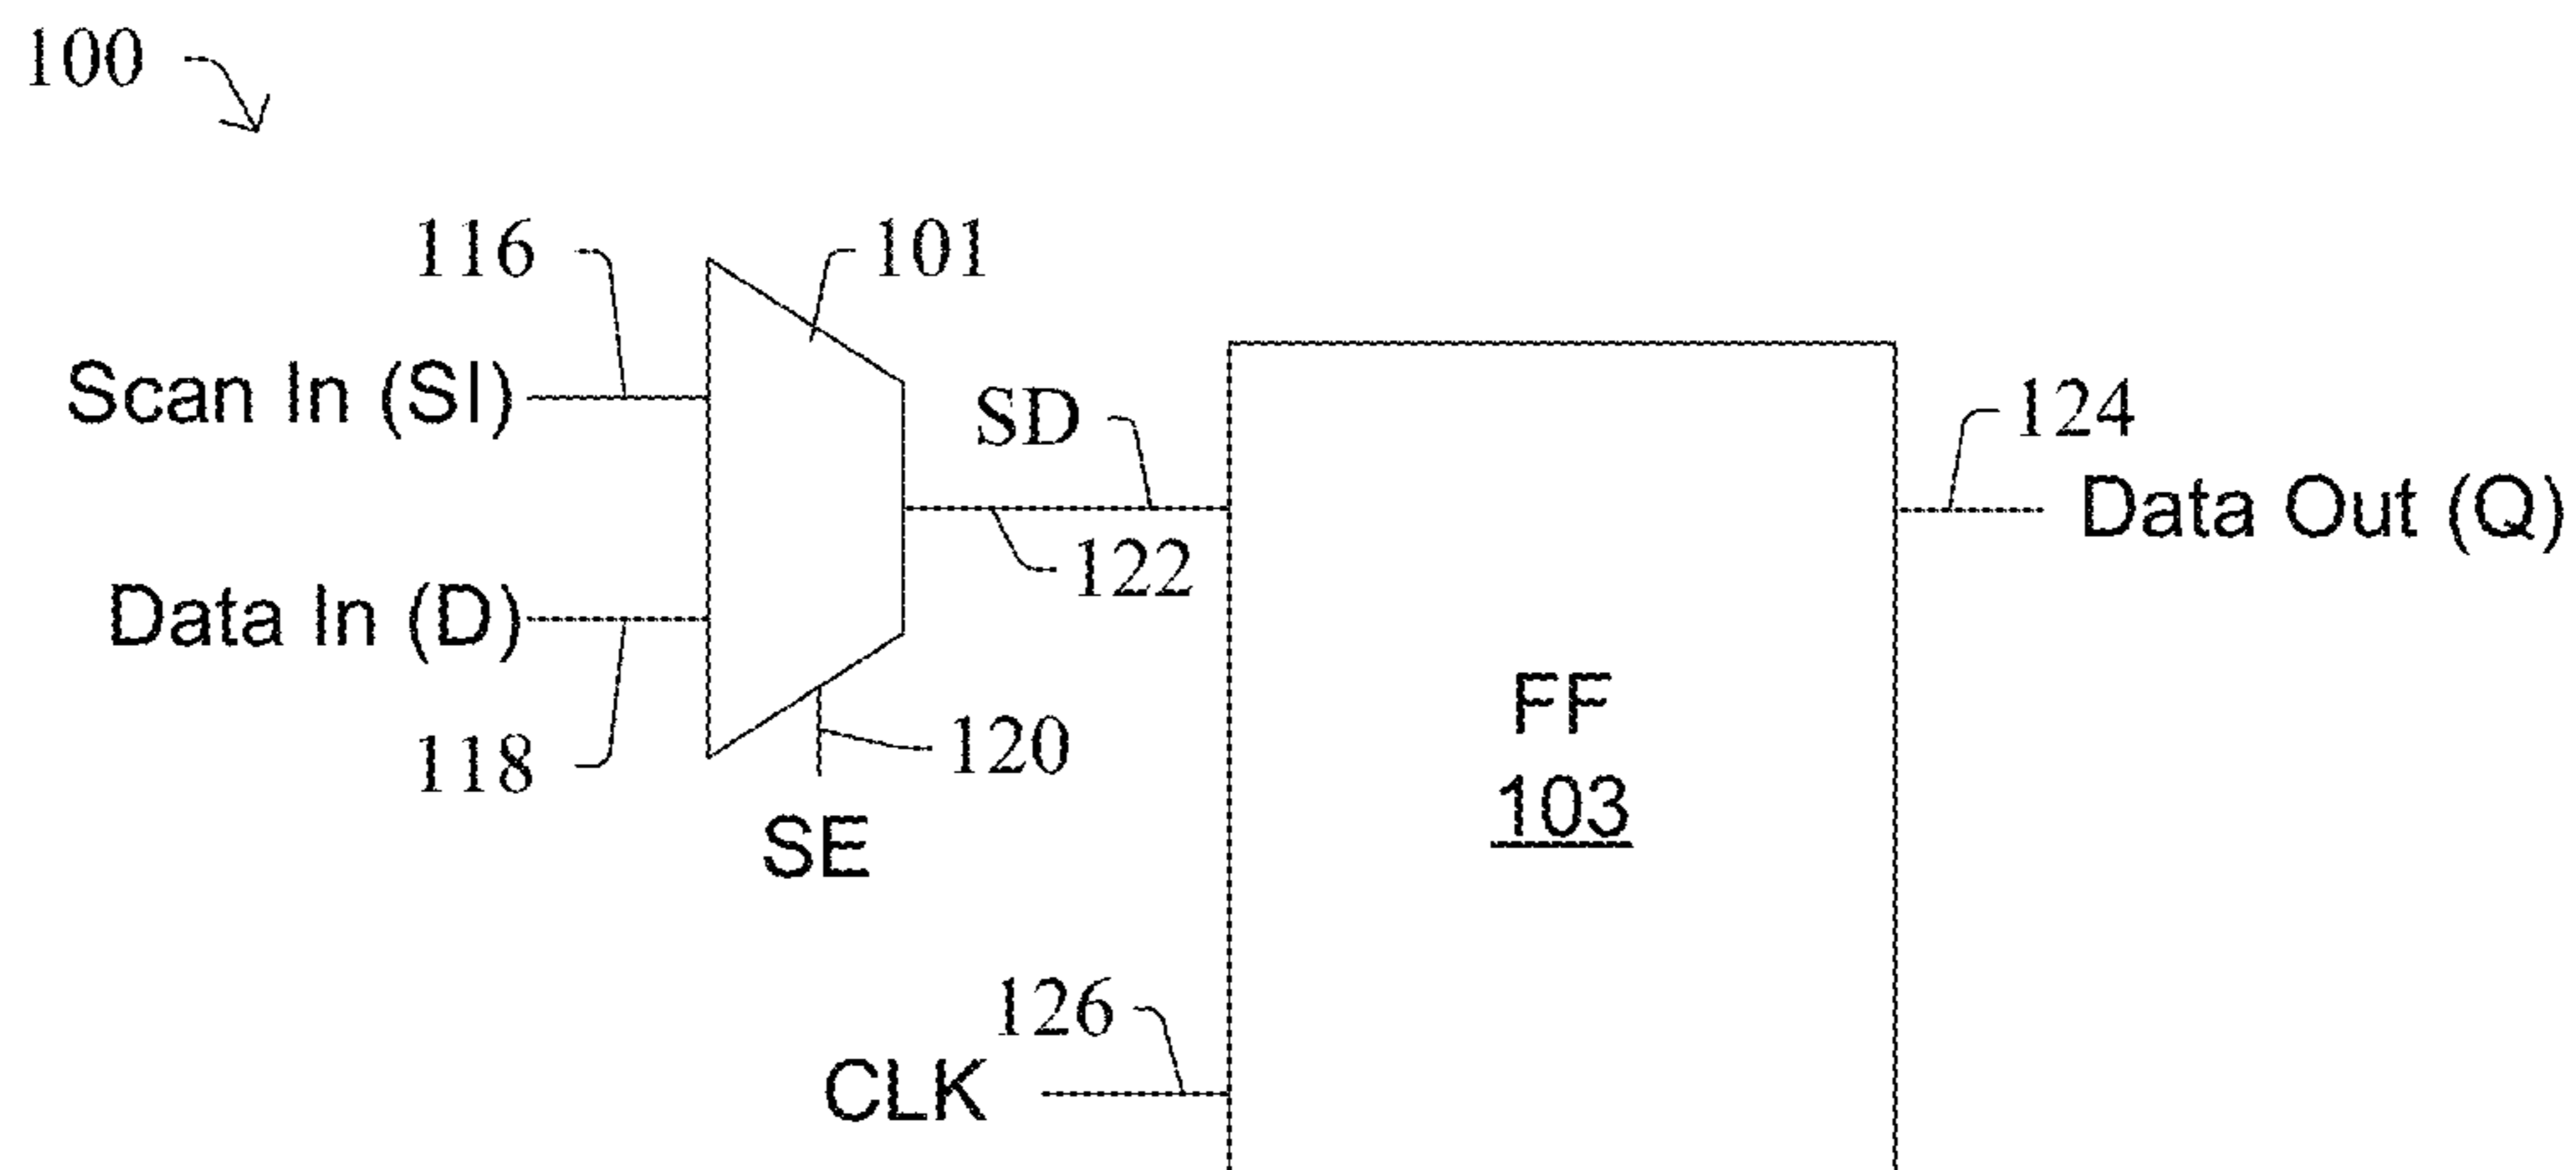 100
116
101
Scan In (SI)
SD
124
Data Out (Q)
122
Data In (D)
118
120
SE
FF
103
126
CLK